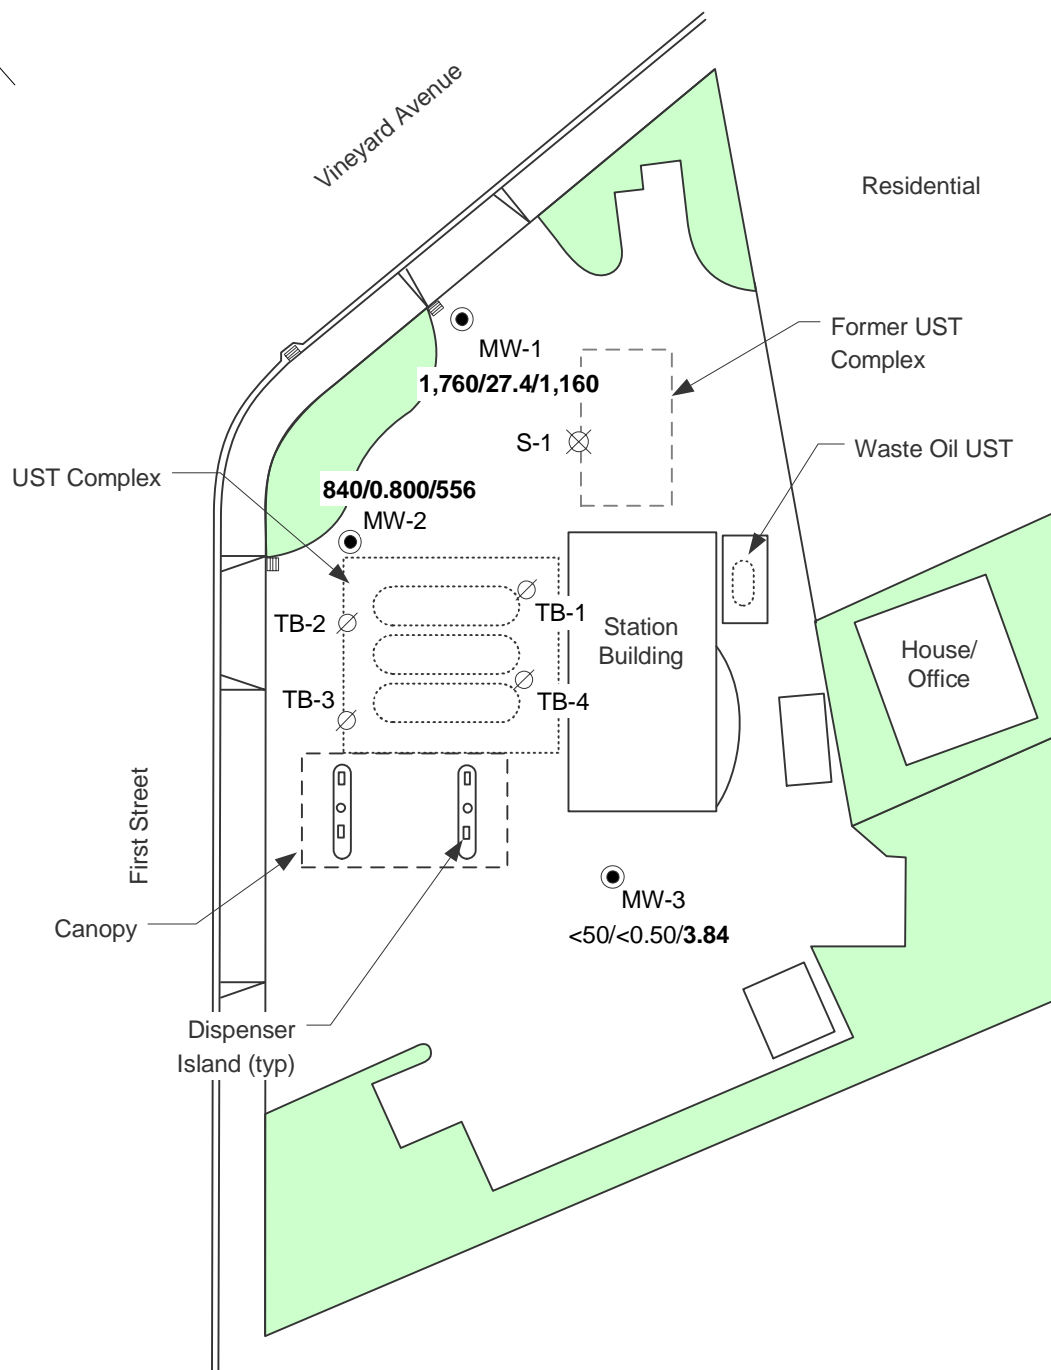 Vineyard Avenue
Residential
Former UST
Complex
MW-1
1,760/27.4/1,160
S-1
Waste Oil UST
UST Complex
840/0.800/556
MW-2
TB-1
TB-2
Station
Building
House/
Office
TB-3
TB-4
First Street
MW-3
<50/<0.50/3.84
Canopy
Dispenser
Island (typ)